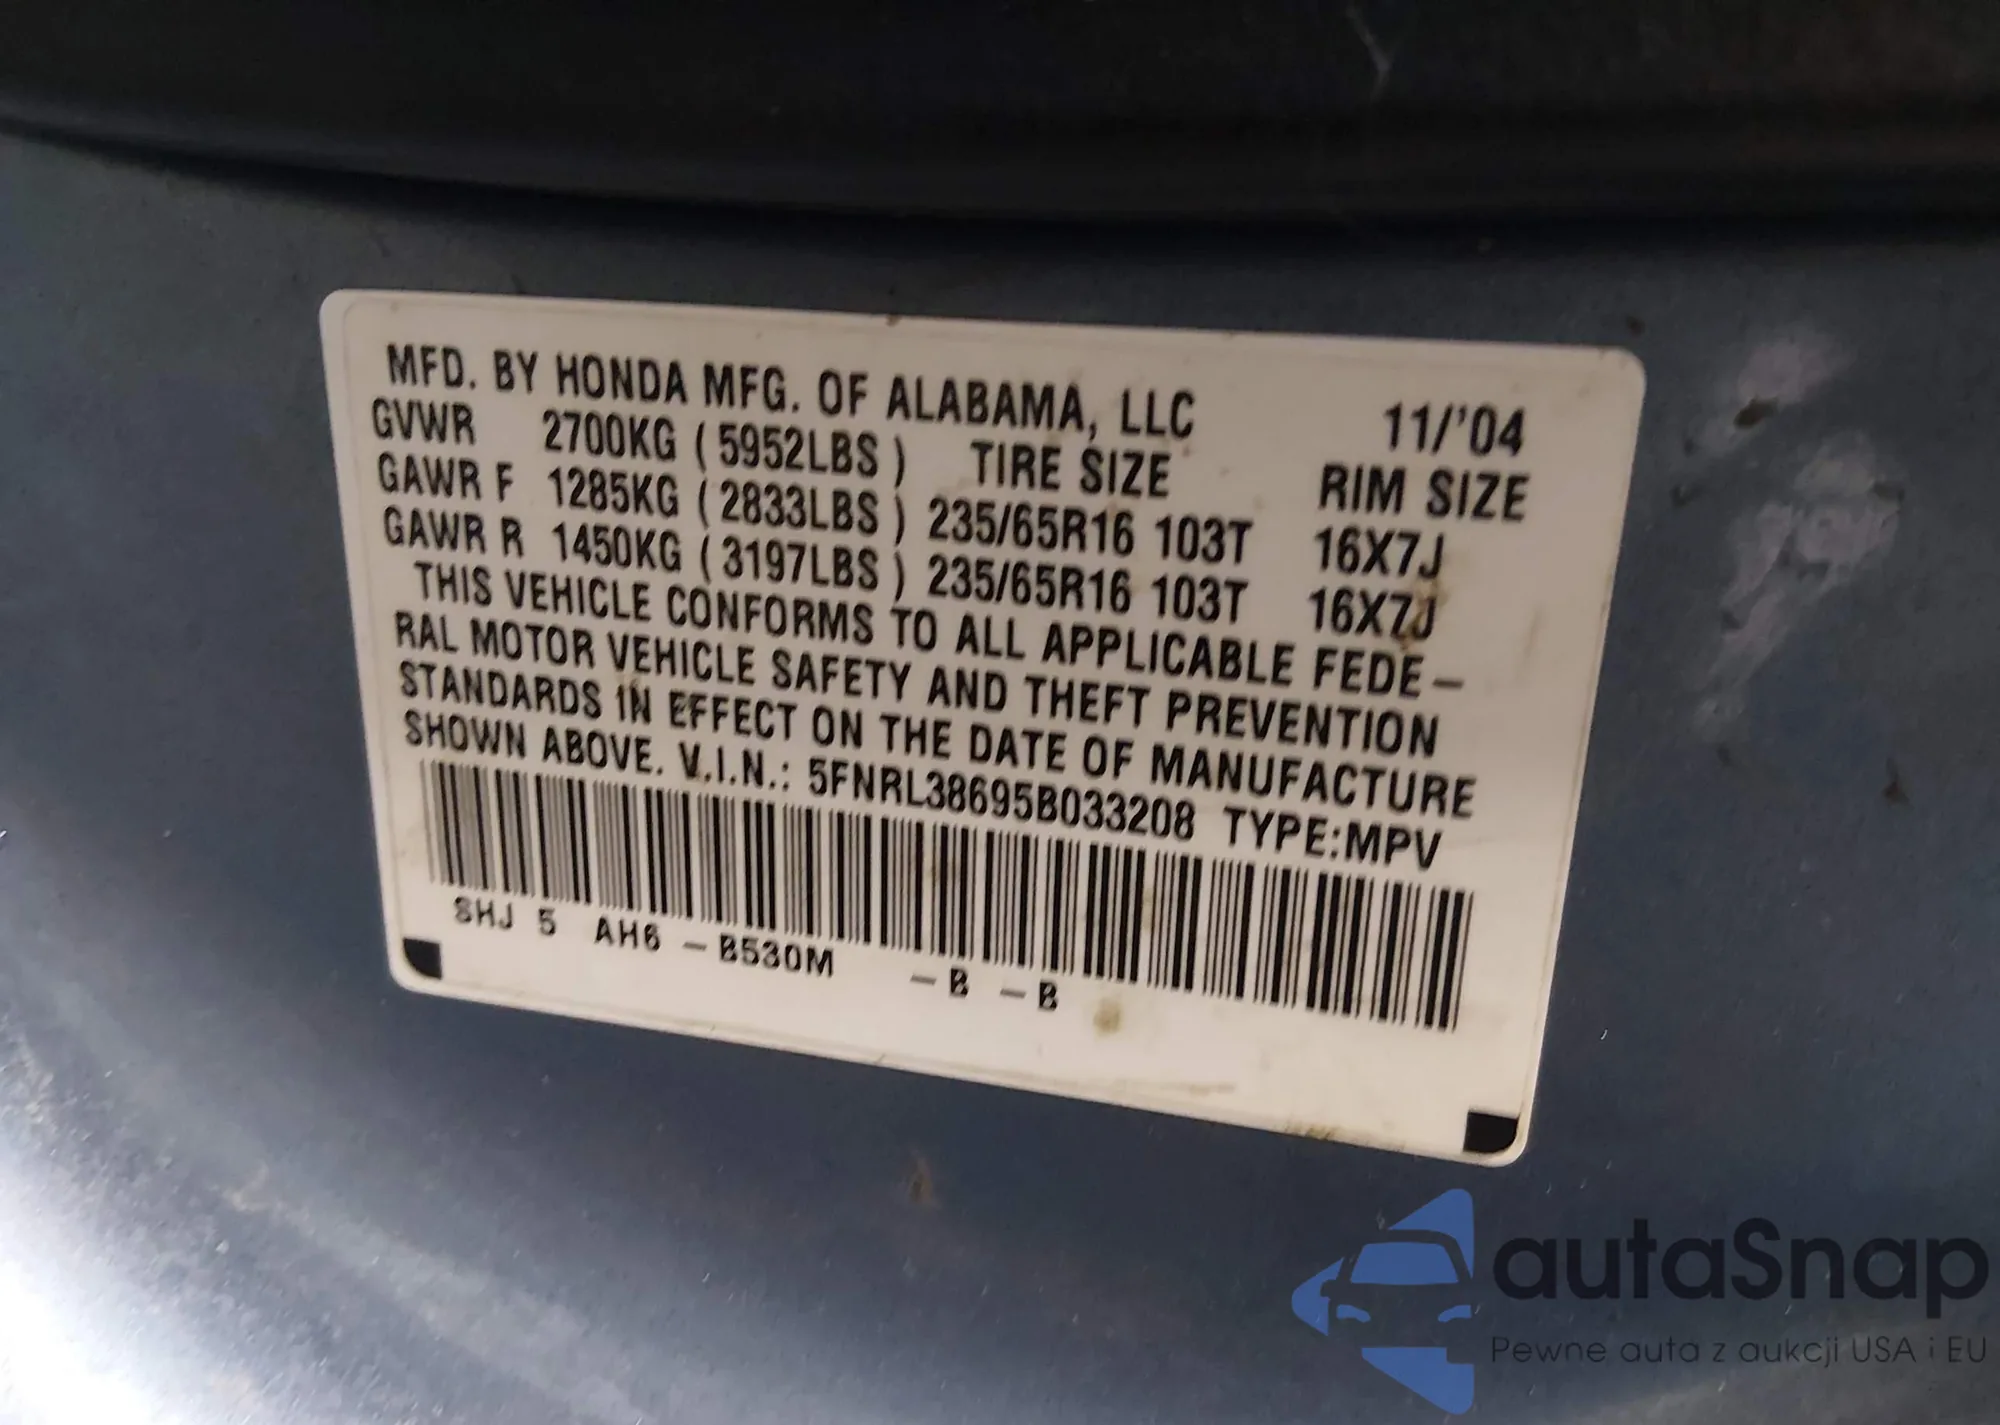 MFD. BY HONDA MFG. OF ALABAMA, LLC 11/'04
GVWR 2700KG ( 5952LBS ) TIRE SIZE RIM SIZE
GAWR F 1285KG ( 2833LBS ) 235/65R16 103T 16X7J
GAWR R 1450KG ( 3197LBS ) 235/65R16 103T 16X7J
THIS VEHICLE CONFORMS TO ALL APPLICABLE FEDE-
RAL MOTOR VEHICLE SAFETY AND THEFT PREVENTION
STANDARDS IN EFFECT ON THE DATE OF MANUFACTURE
SHOWN ABOVE. V.I.N.: 5FNRL38695B033208 TYPE:MPV
SHJ 5 AH6 -B530M -B -B
autaSnap
Pewne auta z aukcji USA i EU